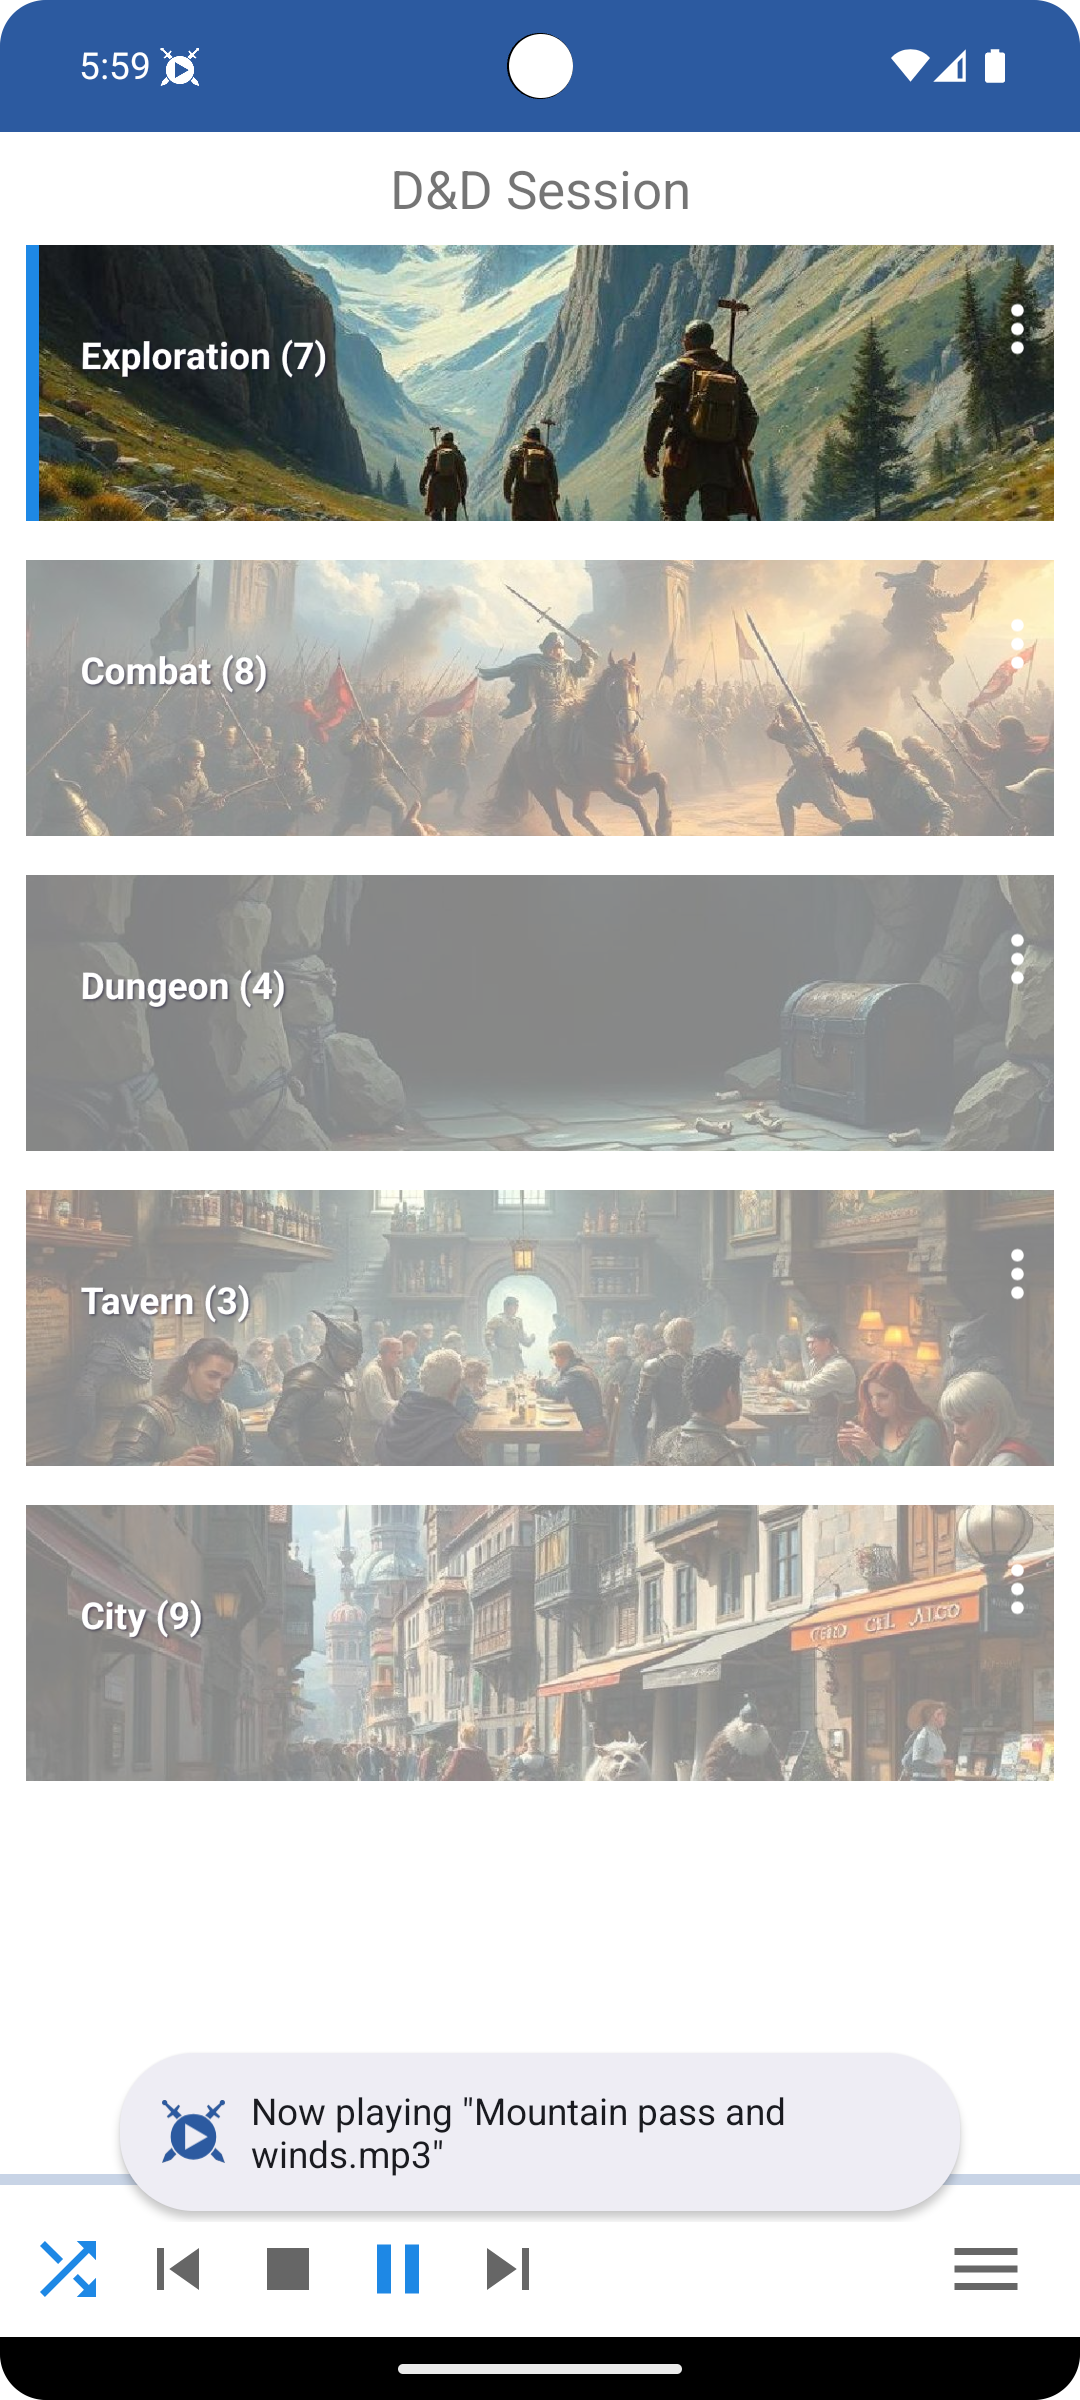 5:59
D&D Session
Exploration (7)
Combat (8)
Dungeon (4)
Tavern (3)
City (9)
Now playing "Mountain pass and
winds.mp3"